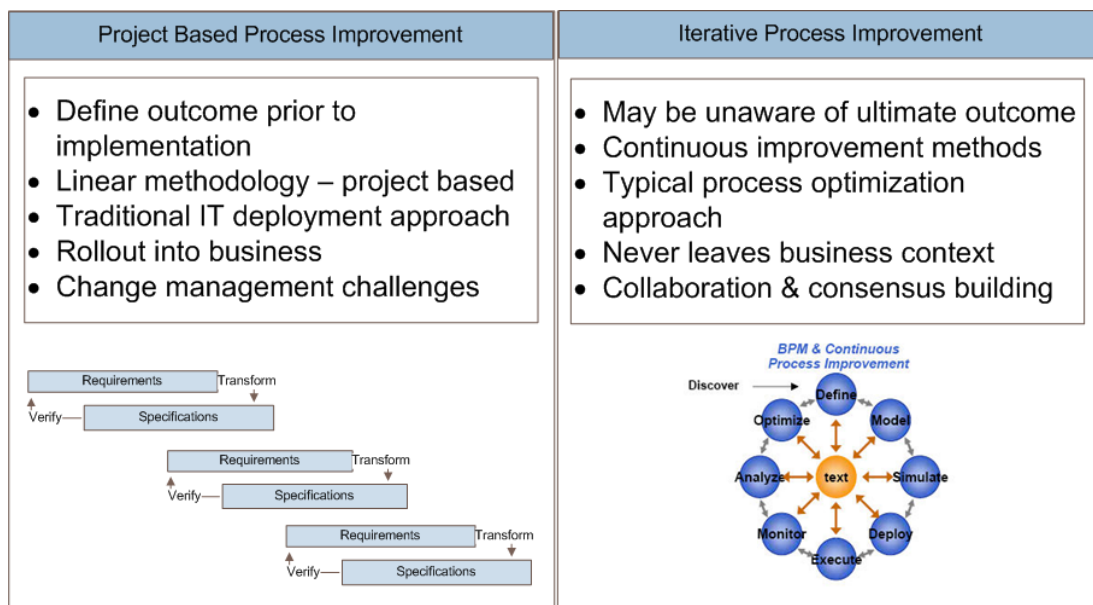 Project Based Process Improvement
• Define outcome prior to
implementation
• Linear methodology – project based
• Traditional IT deployment approach
• Rollout into business
• Change management challenges
Requirements
Transform
Verify
Specifications
Requirements
Transform
Verify
Specifications
Requirements
Transform
Verify
Specifications
Iterative Process Improvement
• May be unaware of ultimate outcome
• Continuous improvement methods
• Typical process optimization
approach
• Never leaves business context
• Collaboration & consensus building
BPM & Continuous
Process Improvement
Discover
Define
Optimize
Model
Analyze
text
Simulate
Monitor
Deploy
Execute